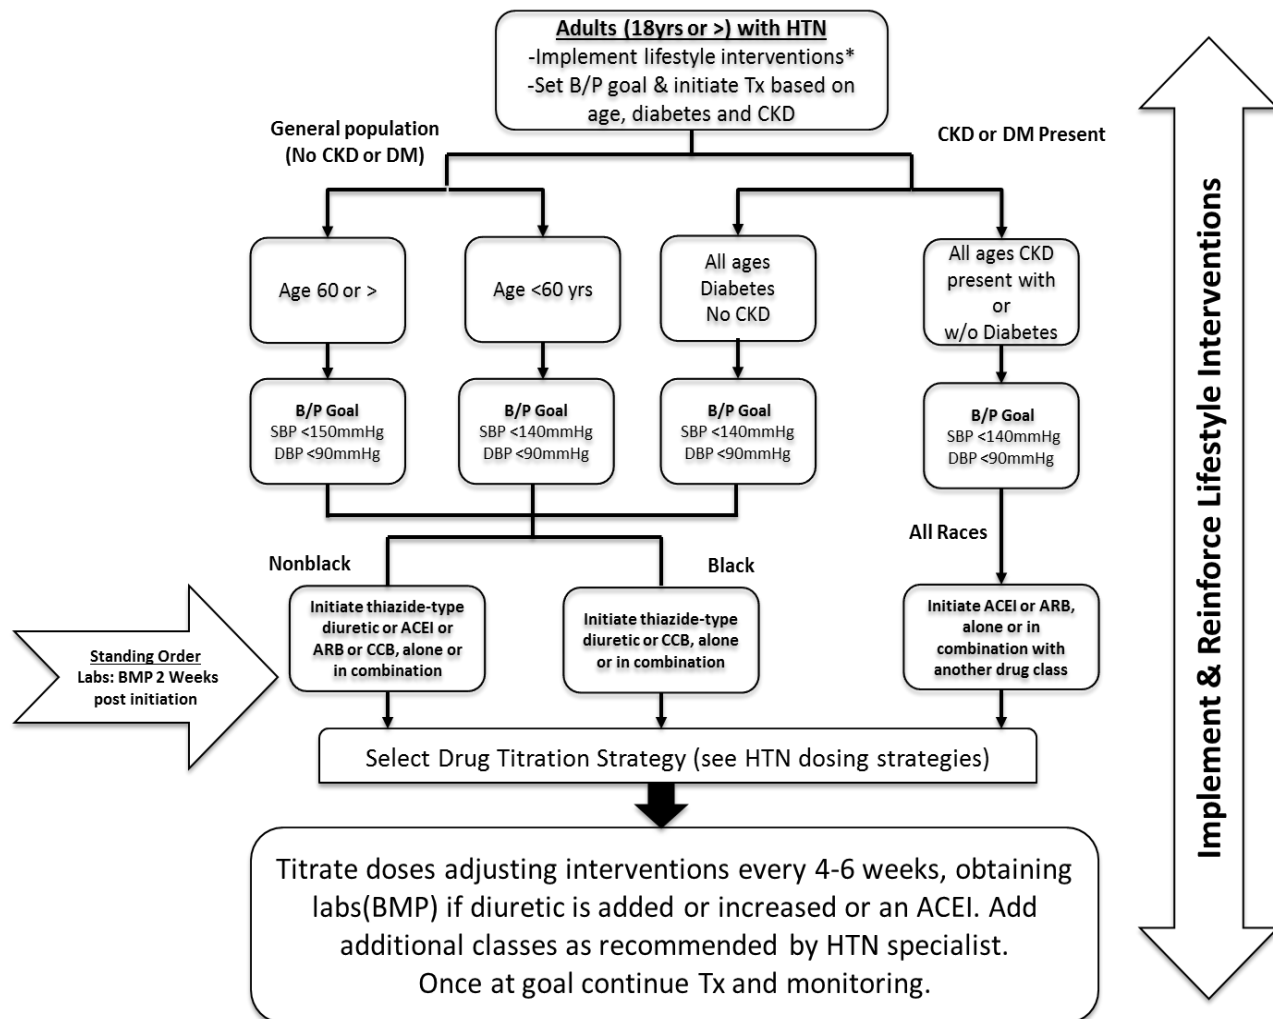 Adults (18yrs or >) with HTN
-Implement lifestyle interventions*
-Set B/P goal & initiate Tx based on
age, diabetes and CKD
General population
(No CKD or DM)
CKD or DM Present
Age 60 or >
Age <60 yrs
All ages
Diabetes
No CKD
All ages CKD
present with
or
w/o Diabetes
B/P Goal
SBP <150mmHg
DBP <90mmHg
B/P Goal
SBP <140mmHg
DBP <90mmHg
B/P Goal
SBP <140mmHg
DBP <90mmHg
B/P Goal
SBP <140mmHg
DBP <90mmHg
Nonblack
Black
All Races
Initiate thiazide-type
diuretic or ACEI or
ARB or CCB, alone or
in combination
Initiate thiazide-type
diuretic or CCB, alone
or in combination
Initiate ACEI or ARB,
alone or in
combination with
another drug class
Standing Order
Labs: BMP 2 Weeks
post initiation
Select Drug Titration Strategy (see HTN dosing strategies)
Titrate doses adjusting interventions every 4-6 weeks, obtaining
labs(BMP) if diuretic is added or increased or an ACEI. Add
additional classes as recommended by HTN specialist.
Once at goal continue Tx and monitoring.
Implement & Reinforce Lifestyle Interventions